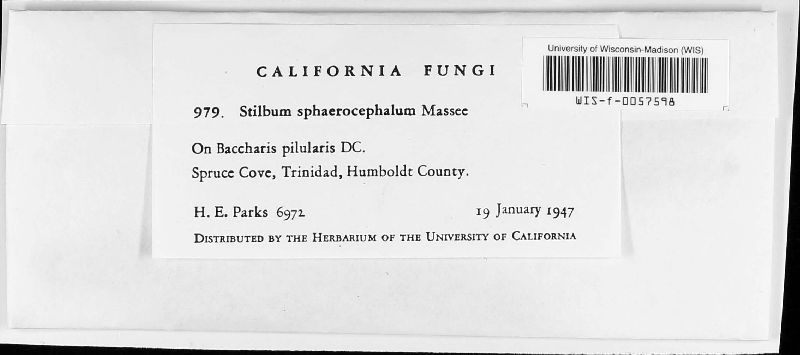 University of Wisconsin-Madison (WIS)
WIS-f-0057598
CALIFORNIA FUNGI
979. Stilbum sphaerocephalum Massee
On Baccharis pilularis DC.
Spruce Cove, Trinidad, Humboldt County.
H. E. Parks 6972 19 January 1947
Distributed by the Herbarium of the University of California